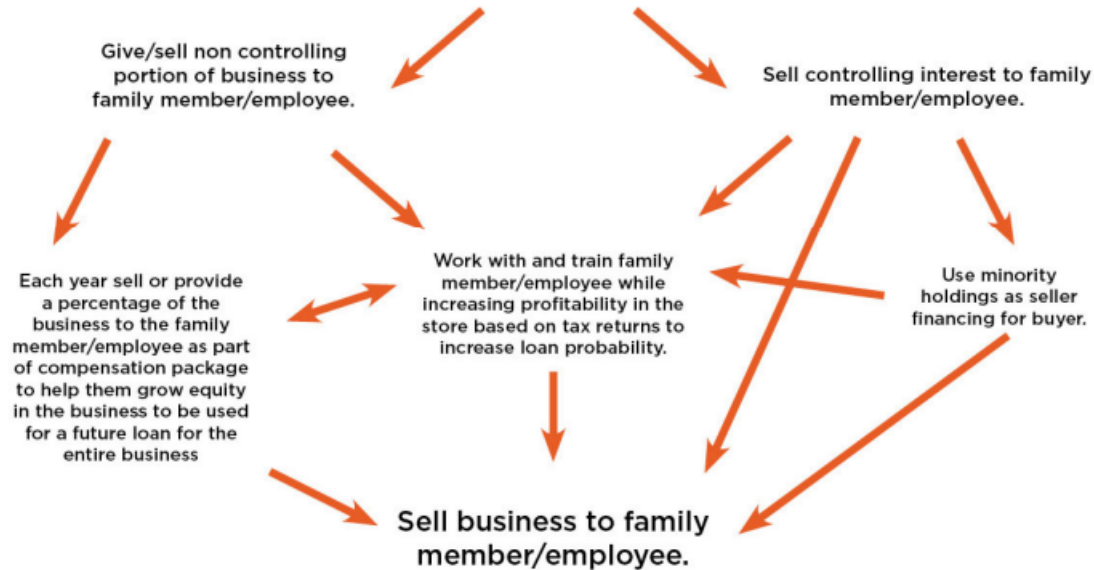 Give/sell non controlling
portion of business to
family member/employee.
Sell controlling interest to family
member/employee.
Each year sell or provide
a percentage of the
business to the family
member/employee as part
of compensation package
to help them grow equity
in the business to be used
for a future loan for the
entire business
Work with and train family
member/employee while
increasing profitability in the
store based on tax returns to
increase loan probability.
Use minority
holdings as seller
financing for buyer.
Sell business to family
member/employee.